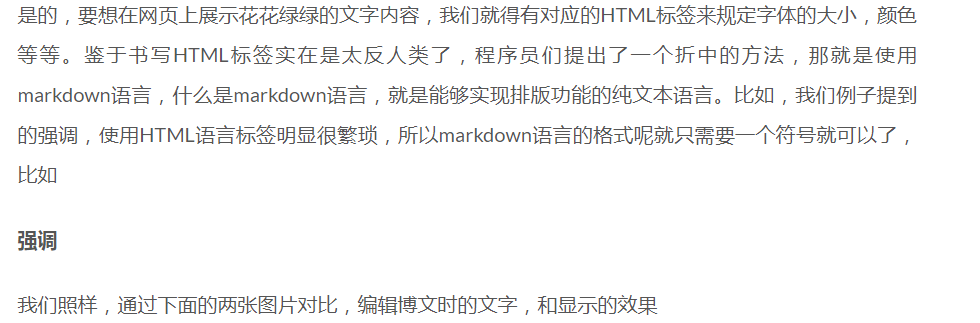 是的，要想在网页上展示花花绿绿的文字内容，我们就得有对应的HTML标签来规定字体的大小，颜色
等等。鉴于书写HTML标签实在是太反人类了，程序员们提出了一个折中的方法，那就是使用
markdown语言，什么是markdown语言，就是能够实现排版功能的纯文本语言。比如，我们例子提到
的强调，使用HTML语言标签明显很繁琐，所以markdown语言的格式呢就只需要一个符号就可以了，
比如
强调
我们照样，通过下面的两张图片对比，编辑博文时的文字，和显示的效果